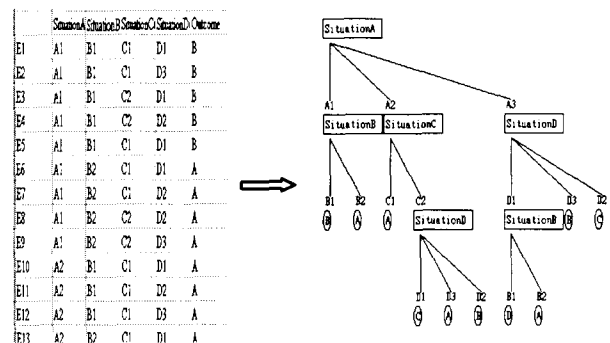 SituationA SituationB SituationC SituationD Outcome
E1 A1 B1 C1 D1 B
E2 A1 B1 C1 D3 B
E3 A1 B1 C2 D1 B
E4 A1 B1 C2 D2 B
E5 A1 B1 C1 D1 B
E6 A1 B2 C1 D1 A
E7 A1 B2 C1 D2 A
E8 A1 B2 C2 D2 A
E9 A1 B2 C2 D3 A
E10 A2 B1 C1 D1 A
E11 A2 B1 C1 D2 A
E12 A2 B1 C1 D3 A
E13 A2 B2 C1 D1 A
SituationA
A1 A2 A3
SituationB SituationC SituationD
B1 B2 C1 C2 D1 D3 D2
B A A SituationD SituationB B C
D1 D3 D2 B1 B2
C A B D A